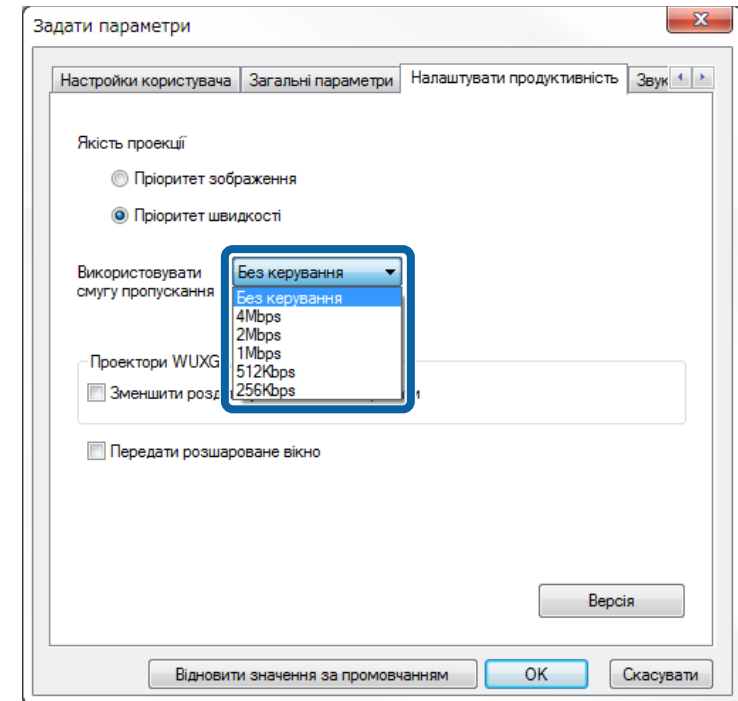 Задати параметри
Настройки користувача Загальні параметри Налаштувати продуктивність Звук
Якість проекції
Пріоритет зображення
Пріоритет швидкості
Використовувати смугу пропускання
Без керування
Без керування
4Mbps
2Mbps
1Mbps
512Kbps
256Kbps
Проектори WUXG
Зменшити
Передати розшароване вікно
Версія
Відновити значення за промовчанням OK Скасувати